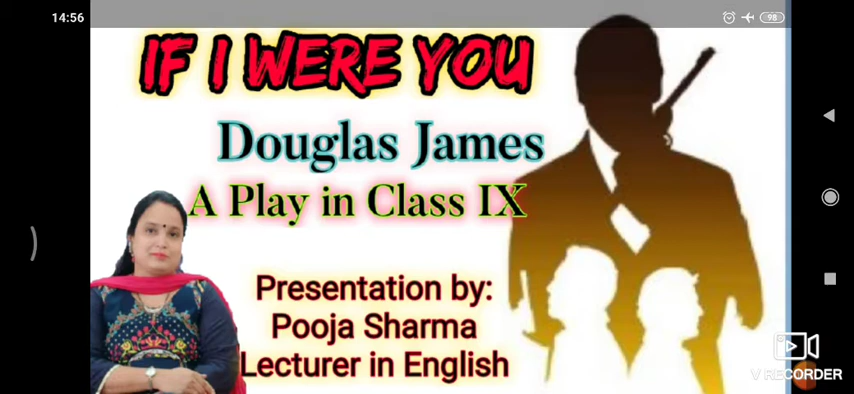 14:56
98
IF I WERE YOU
Douglas James
A Play in Class IX
Presentation by:
Pooja Sharma
Lecturer in English
V RECORDER